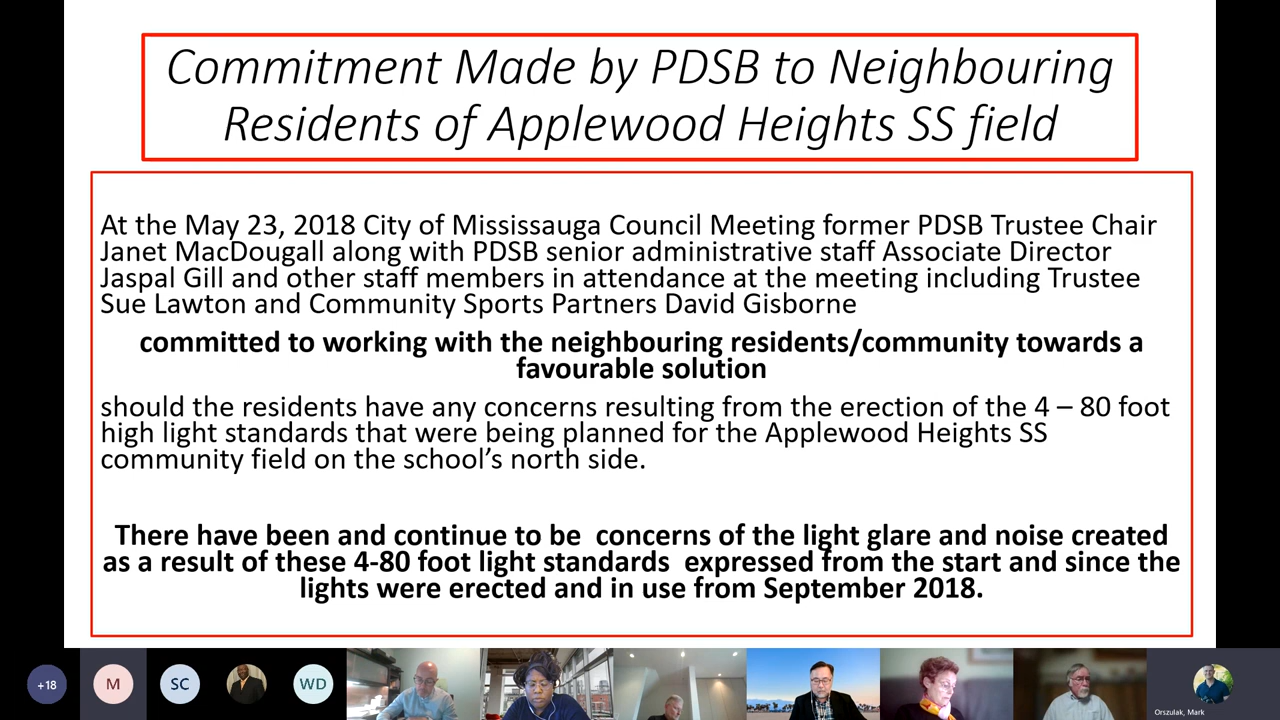 Commitment Made by PDSB to Neighbouring
Residents of Applewood Heights SS field
At the May 23, 2018 City of Mississauga Council Meeting former PDSB Trustee Chair
Janet MacDougall along with PDSB senior administrative staff Associate Director
Jaspal Gill and other staff members in attendance at the meeting including Trustee
Sue Lawton and Community Sports Partners David Gisborne
committed to working with the neighbouring residents/community towards a
favourable solution
should the residents have any concerns resulting from the erection of the 4 – 80 foot
high light standards that were being planned for the Applewood Heights SS
community field on the school's north side.
There have been and continue to be  concerns of the light glare and noise created
as a result of these 4-80 foot light standards  expressed from the start and since the
lights were erected and in use from September 2018.
+18
M
SC
WD
Orszulak, Mark